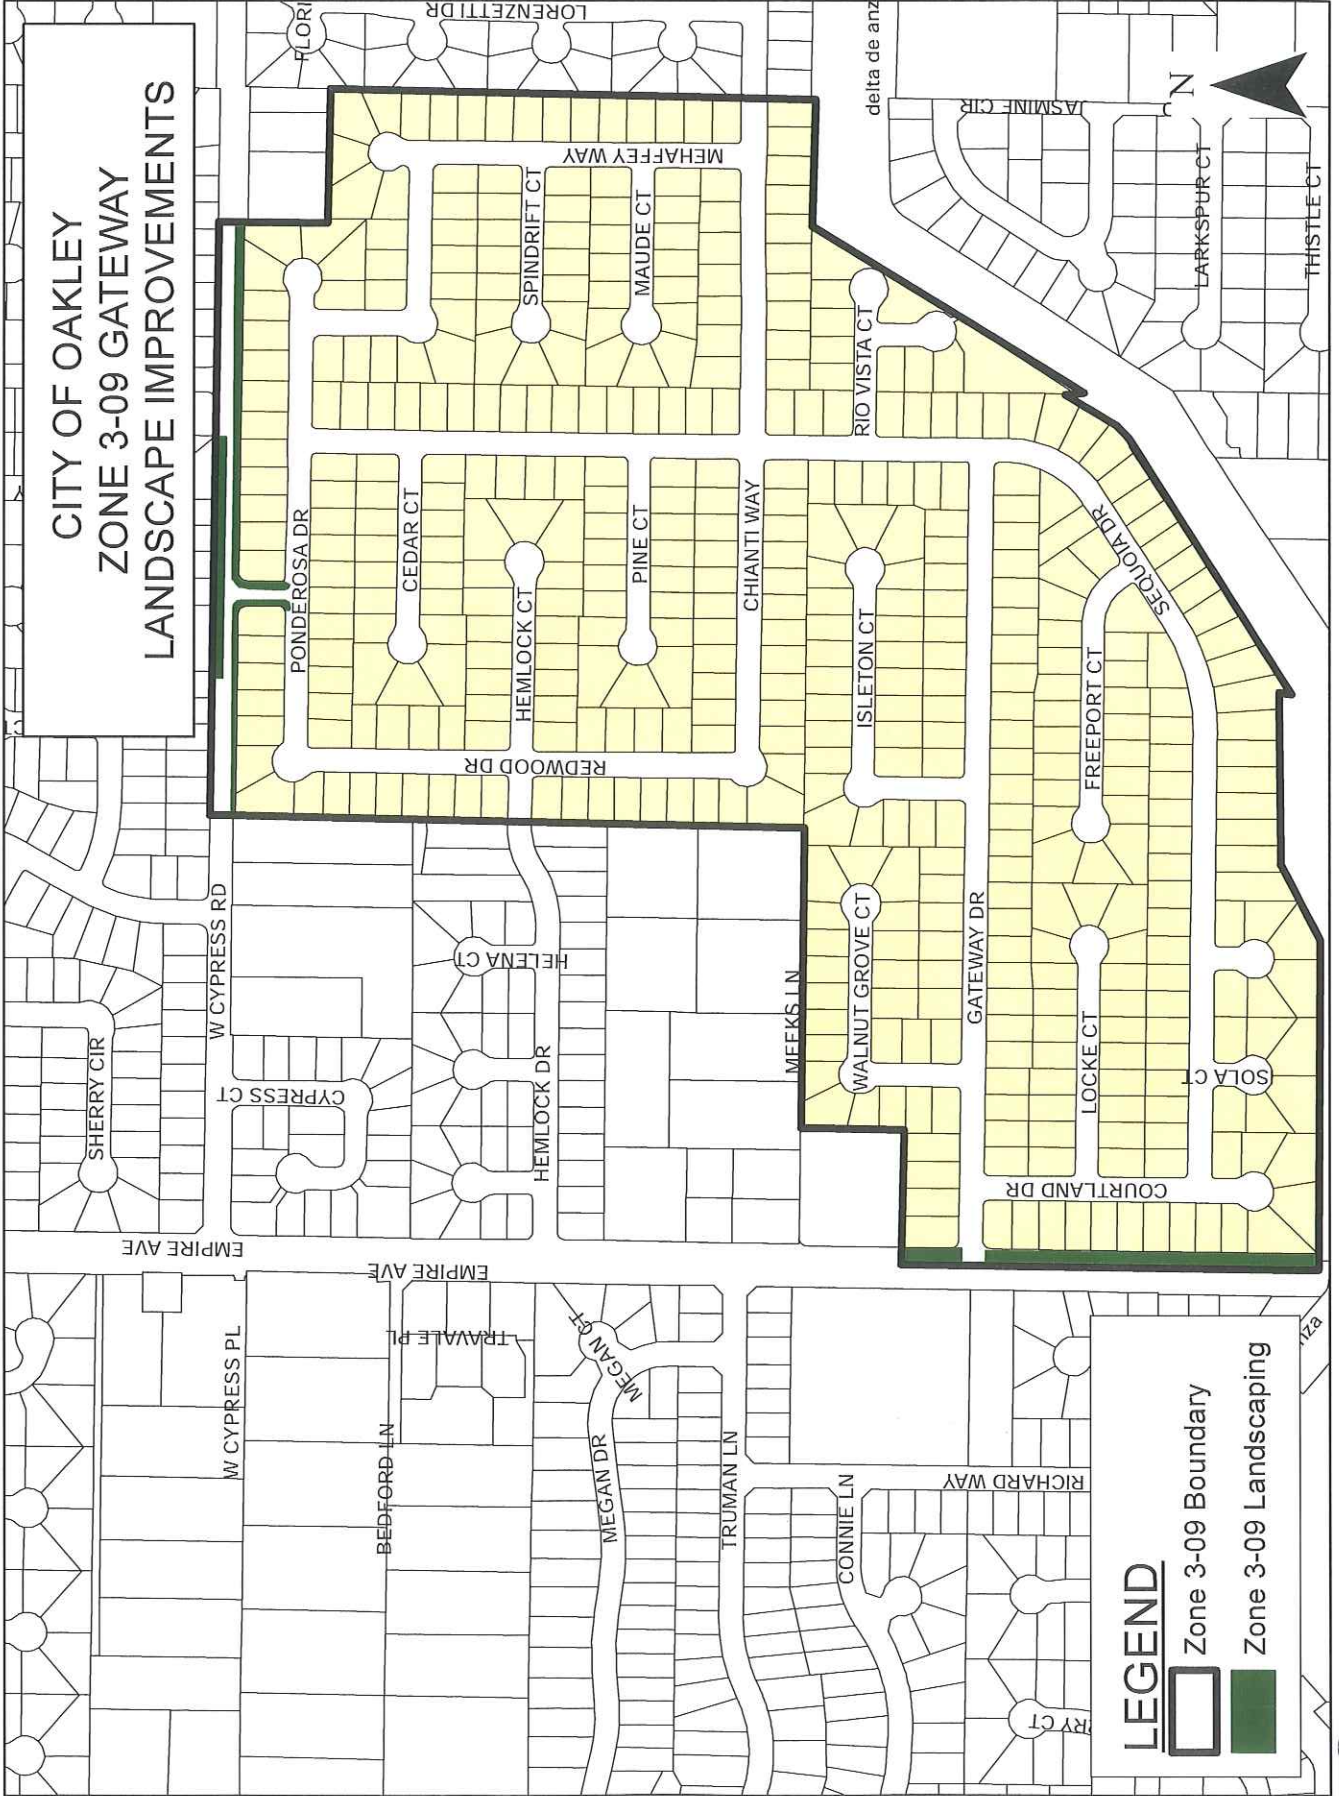 CITY OF OAKLEY
ZONE 3-09 GATEWAY
LANDSCAPE IMPROVEMENTS
LORENZETTI DR
FLORI
MEHAFFEY WAY
SPINDRIFT CT
MAUDE CT
delta de anz
JASMINE CIR
N
LARKSPUR CT
THISTLE CT
RIO VISTA CT
PONDEROSA DR
CEDAR CT
HEMLOCK CT
PINE CT
CHIANTI WAY
ISLETON CT
SEQUOIA DR
FREEPORT CT
REDWOOD DR
W CYPRESS RD
HELENA CT
MEEKS LN
WALNUT GROVE CT
GATEWAY DR
LOCKE CT
SOLA CT
COURTLAND DR
SHERRY CIR
CYPRESS CT
HEMLOCK DR
EMPIRE AVE
EMPIRE AVE
W CYPRESS PL
TRAVALE PL
BEDFORD LN
MEGAN CT
MEGAN DR
TRUMAN LN
CONNIE LN
RICHARD WAY
RRY CT
nza
LEGEND
Zone 3-09 Boundary
Zone 3-09 Landscaping